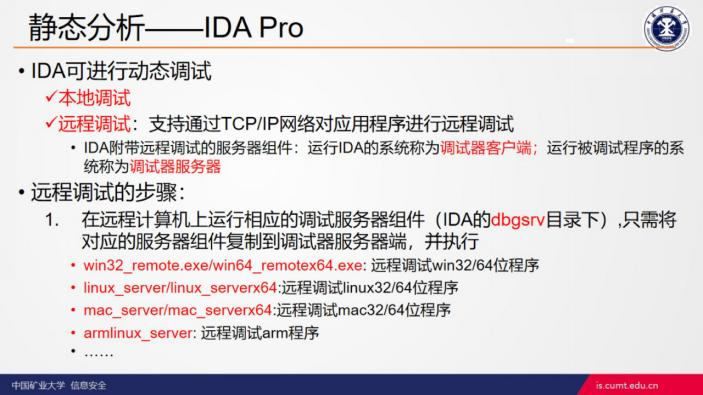 静态分析——IDA Pro
• IDA可进行动态调试
✓本地调试
✓远程调试：支持通过TCP/IP网络对应用程序进行远程调试
• IDA附带远程调试的服务器组件：运行IDA的系统称为调试器客户端；运行被调试程序的系
统称为调试器服务器
• 远程调试的步骤：
1. 在远程计算机上运行相应的调试服务器组件（IDA的dbgsrv目录下）,只需将
对应的服务器组件复制到调试器服务器端，并执行
• win32_remote.exe/win64_remotex64.exe: 远程调试win32/64位程序
• linux_server/linux_serverx64:远程调试linux32/64位程序
• mac_server/mac_serverx64:远程调试mac32/64位程序
• armlinux_server: 远程调试arm程序
• ……
中国矿业大学 信息安全
is.cumt.edu.cn